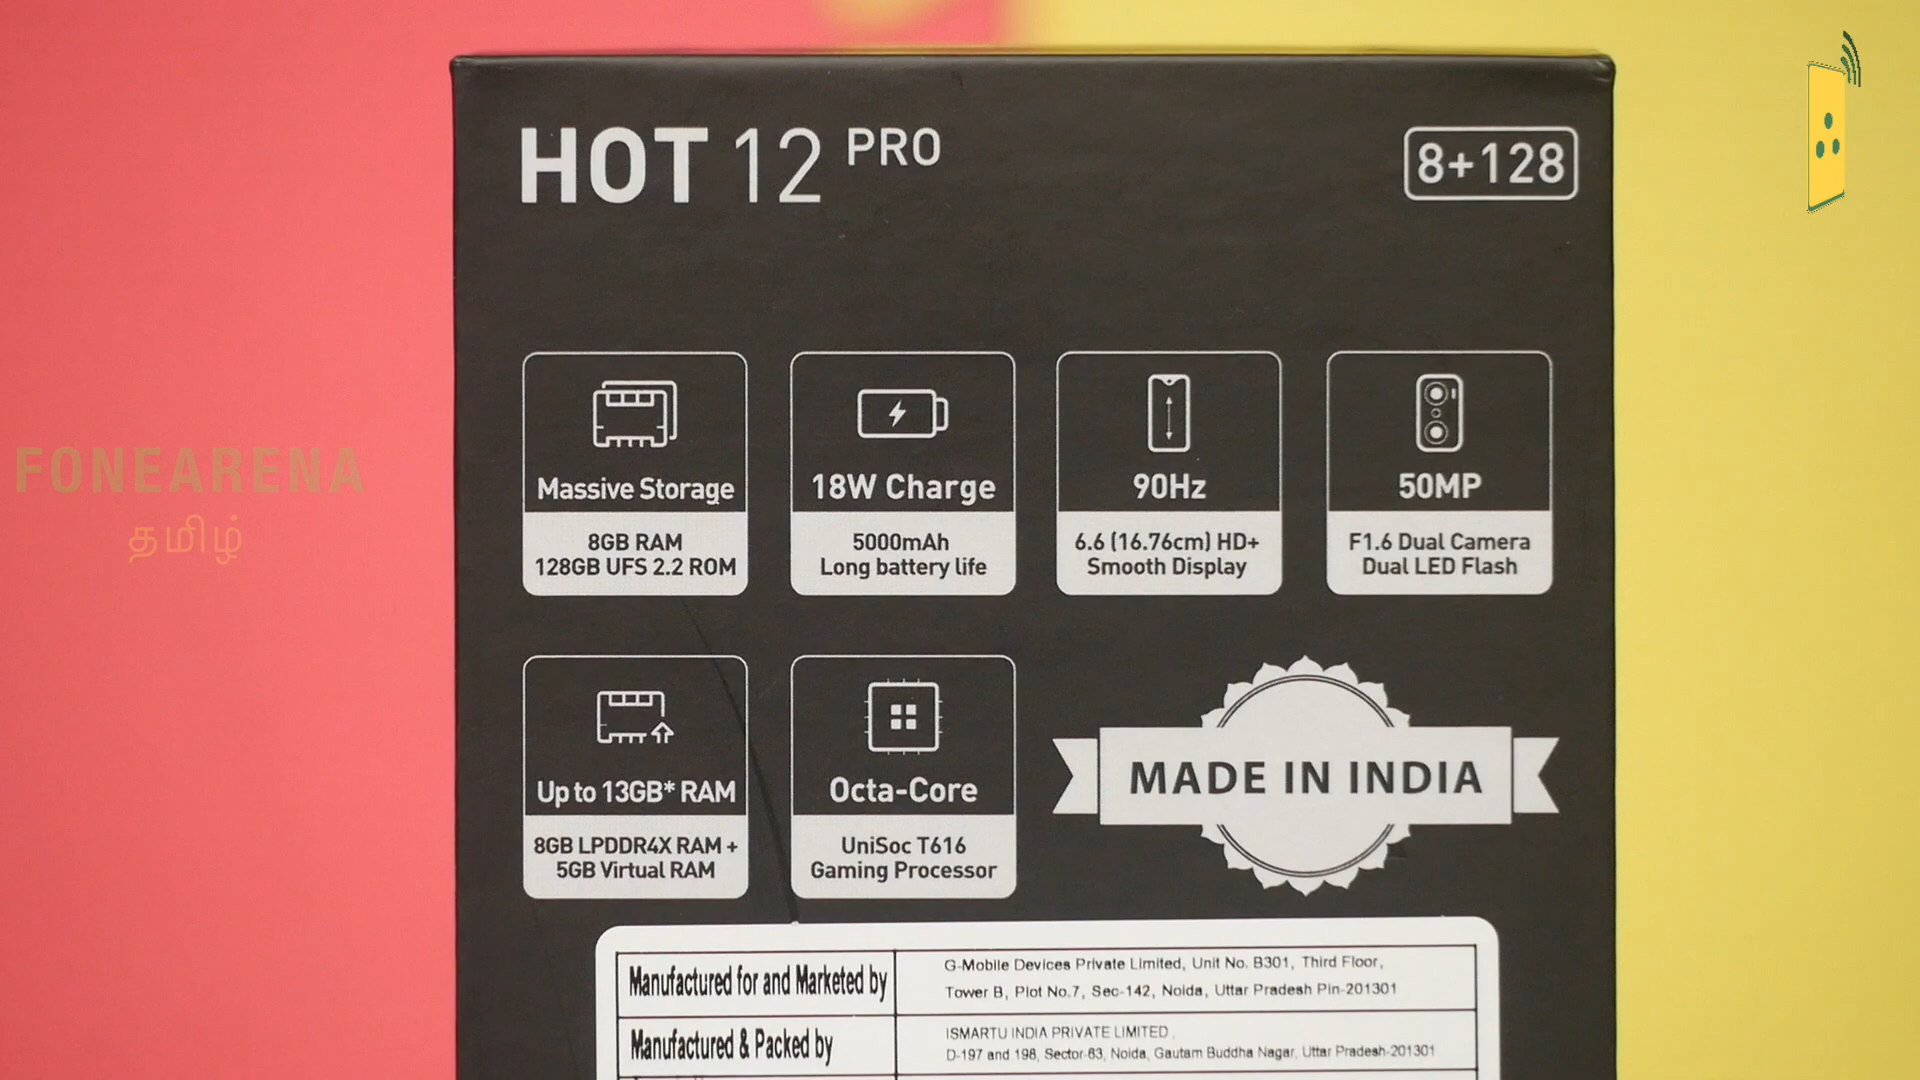 HOT 12 PRO
8+128
Massive Storage
8GB RAM
128GB UFS 2.2 ROM
18W Charge
5000mAh
Long battery life
90Hz
6.6 (16.76cm) HD+
Smooth Display
50MP
F1.6 Dual Camera
Dual LED Flash
FONEARENA
தமிழ்
Up to 13GB* RAM
8GB LPDDR4X RAM +
5GB Virtual RAM
Octa-Core
UniSoc T616
Gaming Processor
MADE IN INDIA
Manufactured for and Marketed by
G-Mobile Devices Private Limited, Unit No. B301, Third Floor,
Tower B, Plot No.7, Sec-142, Noida, Uttar Pradesh Pin-201301
Manufactured & Packed by
ISMARTU INDIA PRIVATE LIMITED,
D-197 and 198, Sector-63, Noida, Gautam Buddha Nagar, Uttar Pradesh-201301